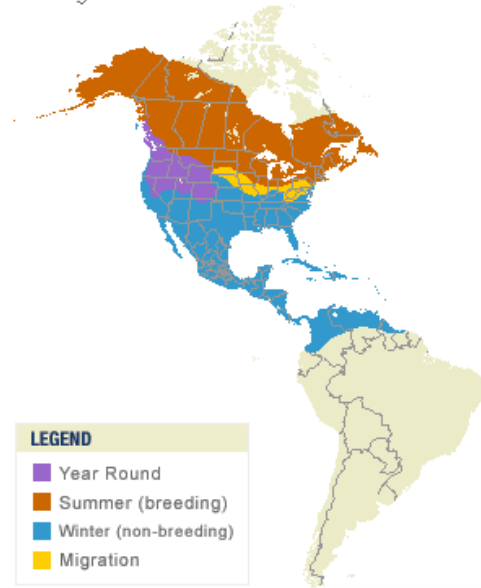 LEGEND
Year Round
Summer (breeding)
Winter (non-breeding)
Migration